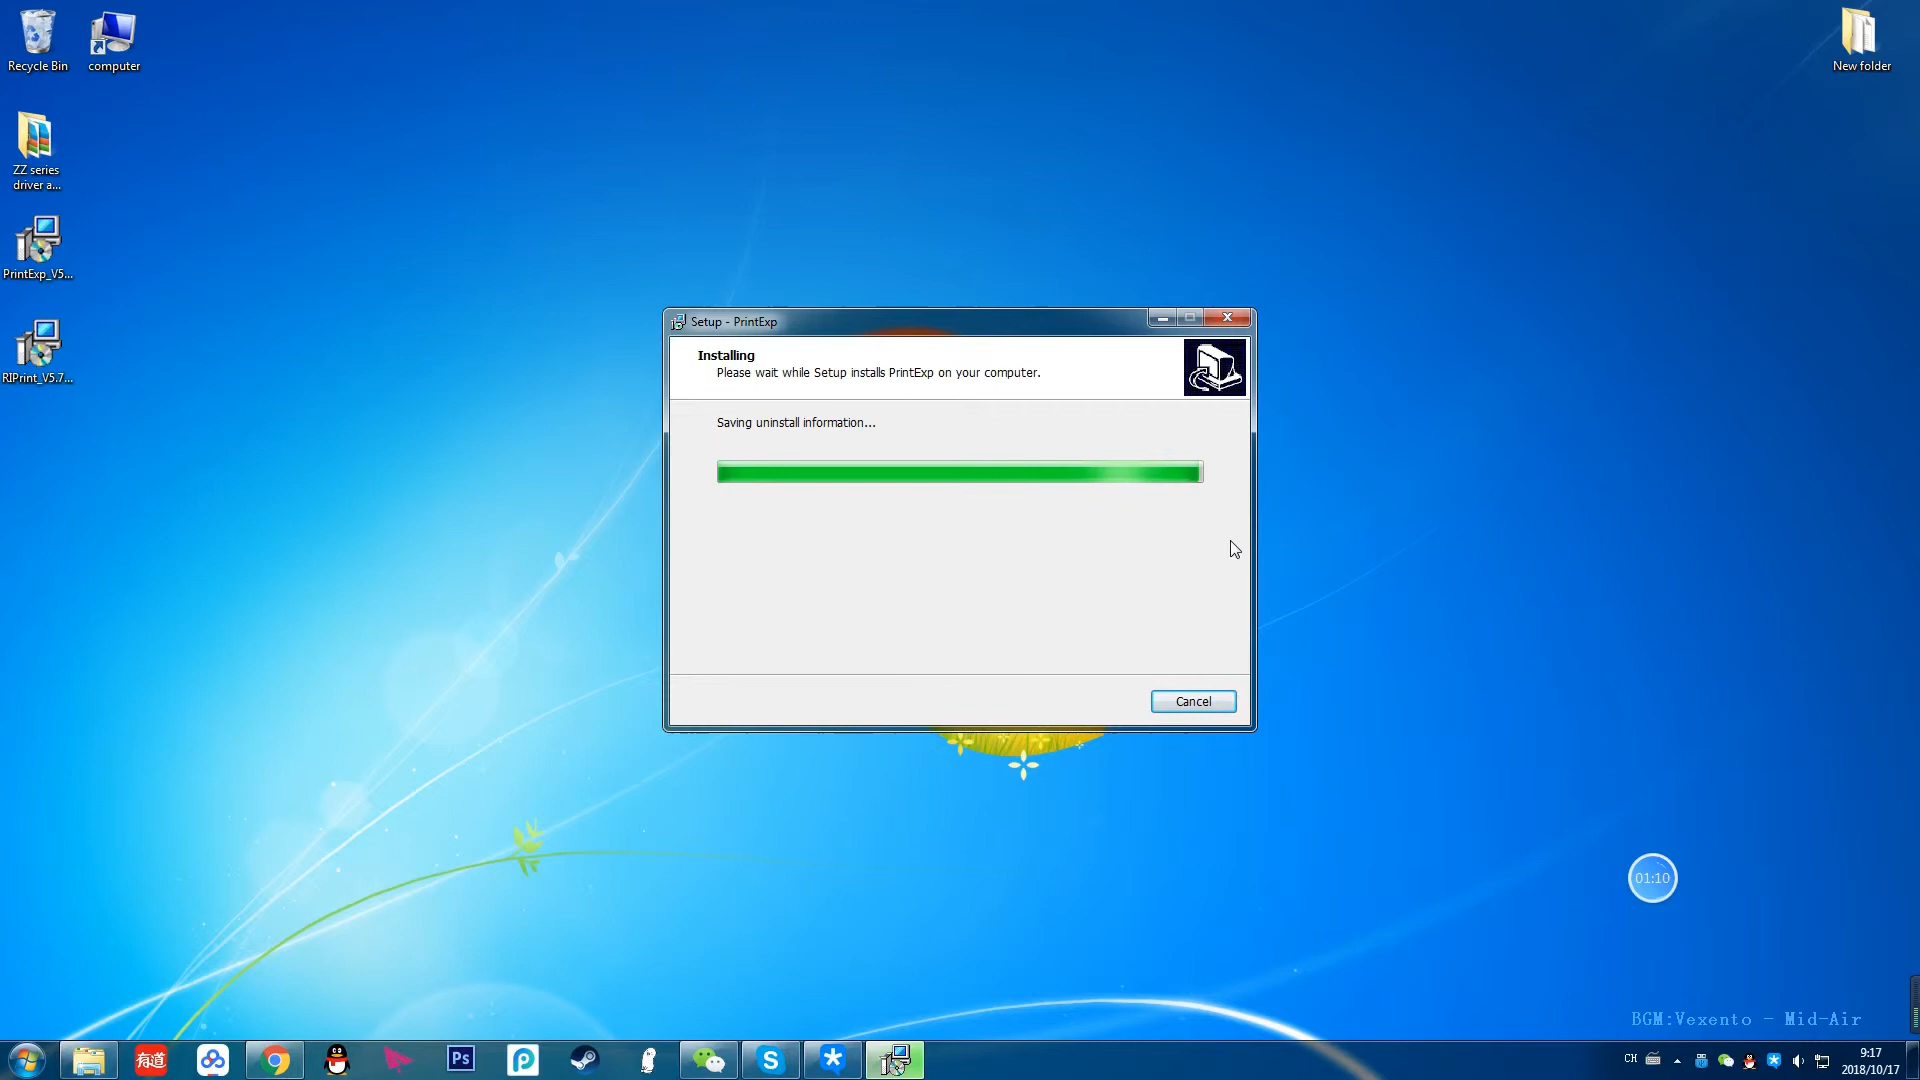 Recycle Bin
computer
New folder
ZZ series
driver a...
PrintExp_V5...
RIPrint_V5.7...
Setup - PrintExp
Installing
Please wait while Setup installs PrintExp on your computer.
Saving uninstall information...
Cancel
01:10
BGM:Vexento - Mid-Air
有道
Ps
CH
9:17
2018/10/17